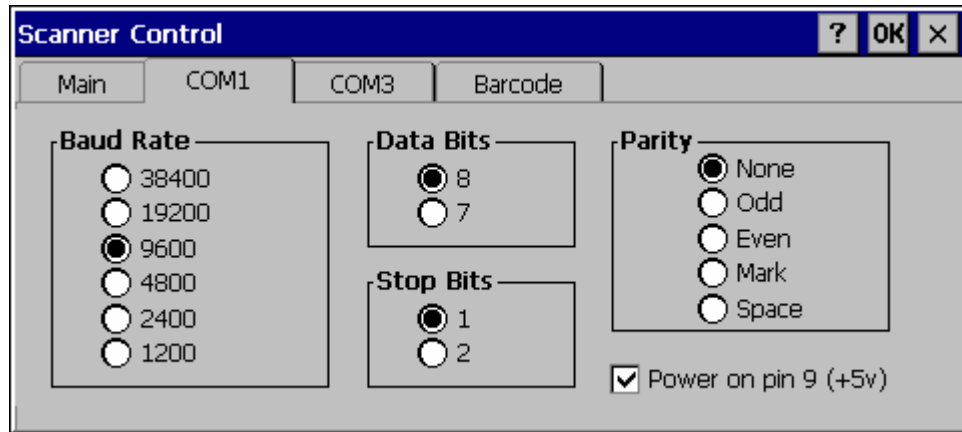 Scanner Control ? OK ×
Main COM1 COM3 Barcode
Baud Rate
38400
19200
9600
4800
2400
1200
Data Bits
8
7
Stop Bits
1
2
Parity
None
Odd
Even
Mark
Space
Power on pin 9 (+5v)